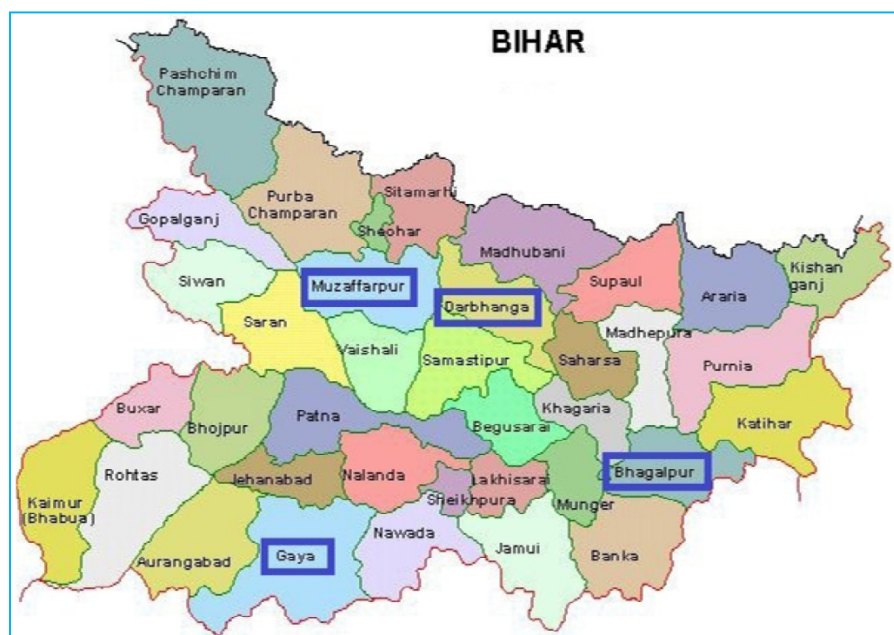 BIHAR
Pashchim
Champaran
Purba
Champaran
Sitamarhi
Sheohar
Gopalganj
Siwan
Muzaffarpur
Madhubani
Darbhanga
Supaul
Araria
Kishan
ganj
Saran
Vaishali
Samastipur
Saharsa
Madhepura
Purnia
Buxar
Bhojpur
Patna
Begusarai
Khagaria
Katihar
Kaimur
(Bhabua)
Rohtas
Jehanabad
Nalanda
Sheikhpura
Lakhisarai
Munger
Bhagalpur
Aurangabad
Gaya
Nawada
Jamui
Banka